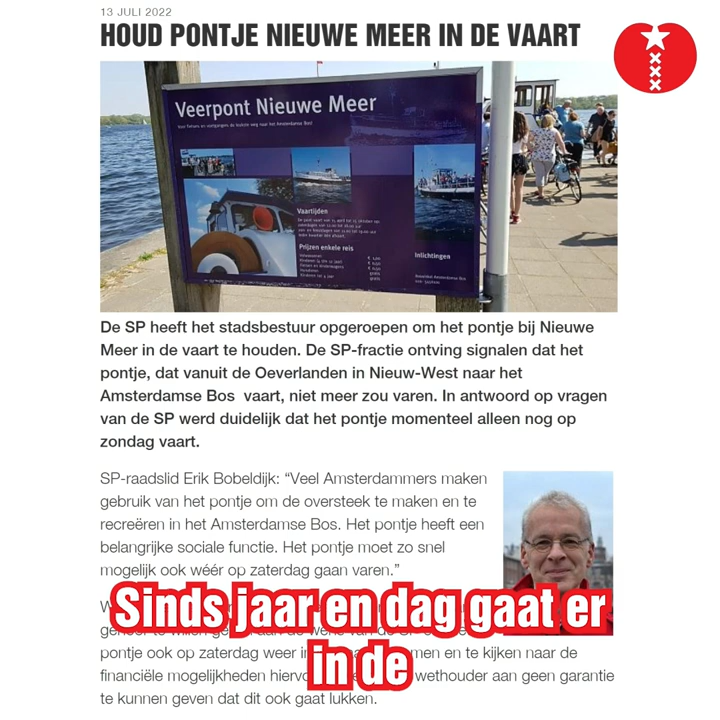 13 JULI 2022
HOUD PONTJE NIEUWE MEER IN DE VAART
Veerpont Nieuwe Meer
Vaartijden
Prijzen enkele reis
Inlichtingen
De SP heeft het stadsbestuur opgeroepen om het pontje bij Nieuwe
Meer in de vaart te houden. De SP-fractie ontving signalen dat het
pontje, dat vanuit de Oeverlanden in Nieuw-West naar het
Amsterdamse Bos vaart, niet meer zou varen. In antwoord op vragen
van de SP werd duidelijk dat het pontje momenteel alleen nog op
zondag vaart.
SP-raadslid Erik Bobeldijk: “Veel Amsterdammers maken
gebruik van het pontje om de oversteek te maken en te
recreëren in het Amsterdamse Bos. Het pontje heeft een
belangrijke sociale functie. Het pontje moet zo snel
mogelijk ook wéér op zaterdag gaan varen.”
Sinds jaar en dag gaat er
in de
pontje ook op zaterdag weer in men en te kijken naar de
financiële mogelijkheden wethouder aan geen garantie
te kunnen geven dat dit ook gaat lukken.